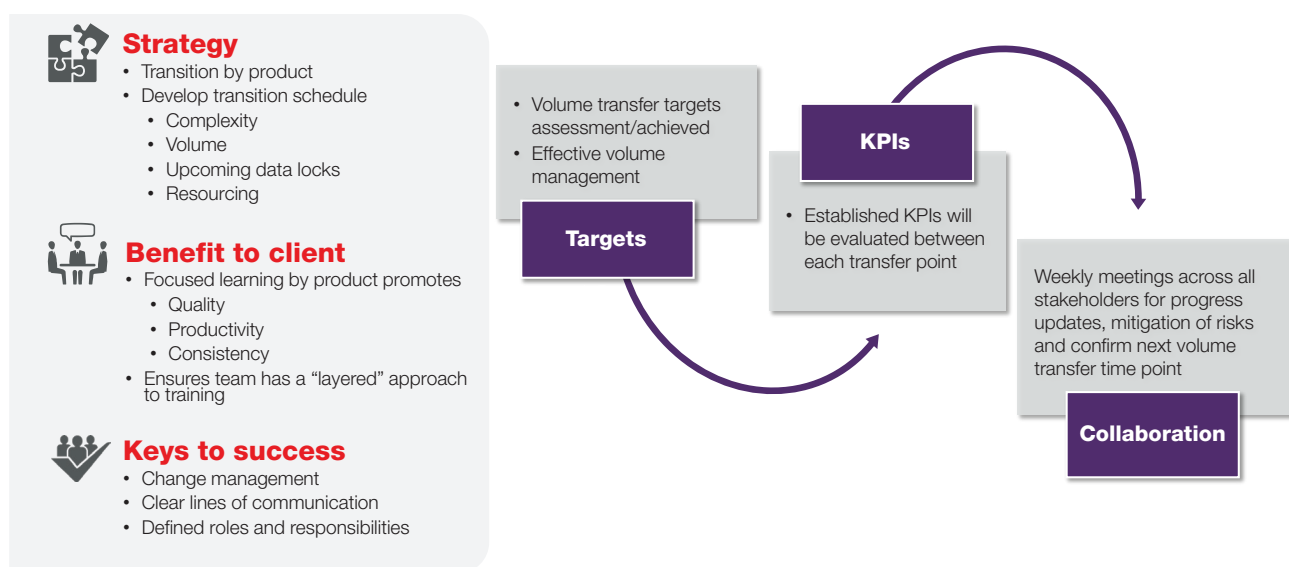 Strategy
• Transition by product
• Develop transition schedule
• Complexity
• Volume
• Upcoming data locks
• Resourcing
Benefit to client
• Focused learning by product promotes
• Quality
• Productivity
• Consistency
• Ensures team has a “layered” approach
to training
Keys to success
• Change management
• Clear lines of communication
• Defined roles and responsibilities
• Volume transfer targets
assessment/achieved
• Effective volume
management
Targets
KPIs
• Established KPIs will
be evaluated between
each transfer point
Weekly meetings across all
stakeholders for progress
updates, mitigation of risks
and confirm next volume
transfer time point
Collaboration